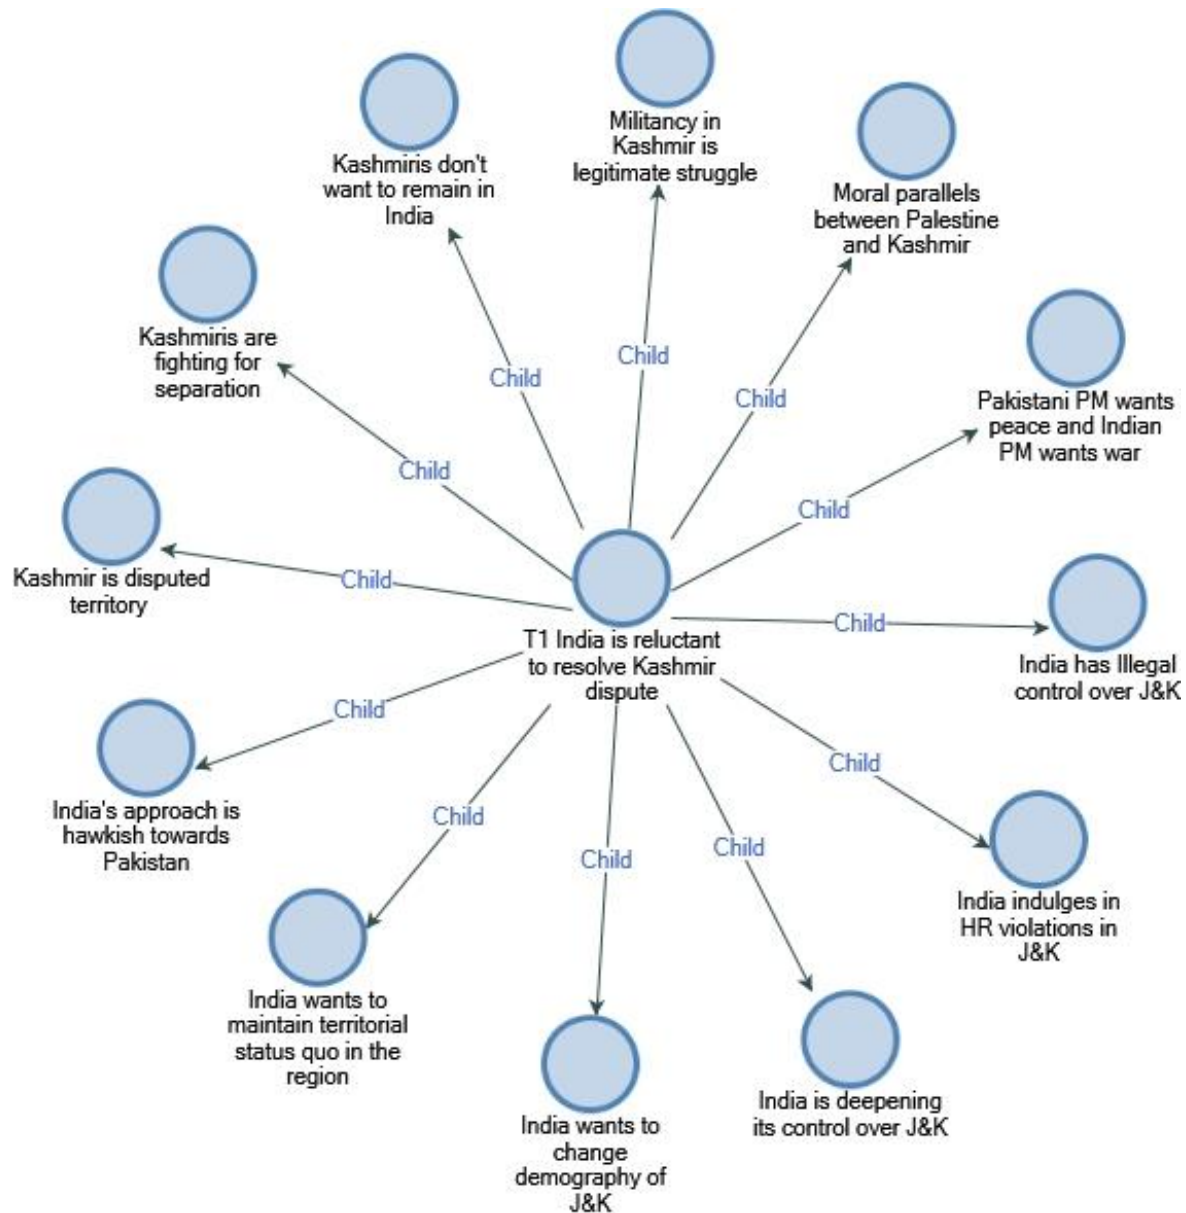 Militancy in
Kashmir is
legitimate struggle
Kashmiris don't
want to remain in
India
Moral parallels
between Palestine
and Kashmir
Kashmiris are
fighting for
separation
Pakistani PM wants
peace and Indian
PM wants war
Child
Child
Child
Child
Child
Kashmir is disputed
territory
Child
Child
T1 India is reluctant
to resolve Kashmir
dispute
India has Illegal
control over J&K
Child
Child
Child
Child
Child
India's approach is
hawkish towards
Pakistan
India indulges in
HR violations in
J&K
India wants to
maintain territorial
status quo in the
region
India is deepening
its control over J&K
India wants to
change
demography of
J&K